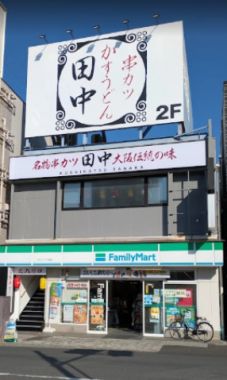 串カツ
かすうどん
田中
2F
名物串カツ 田中 大阪伝統の味
KUSHIKATSU TANAKA
FamilyMart